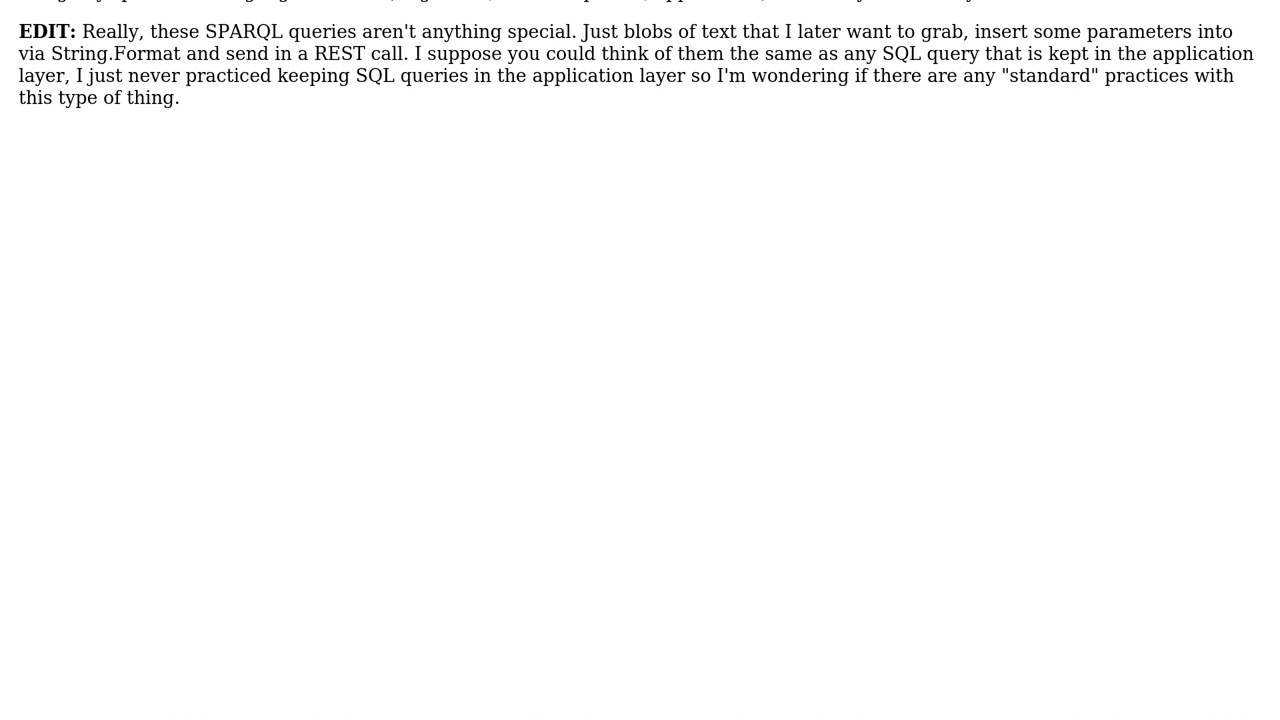 EDIT: Really, these SPARQL queries aren't anything special. Just blobs of text that I later want to grab, insert some parameters into
via String.Format and send in a REST call. I suppose you could think of them the same as any SQL query that is kept in the application
layer, I just never practiced keeping SQL queries in the application layer so I'm wondering if there are any "standard" practices with
this type of thing.